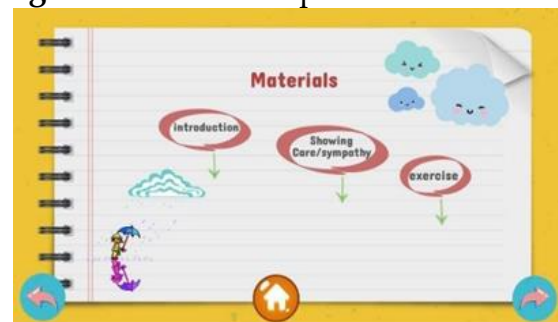 Materials
introduction
Showing
Care/sympathy
exercise